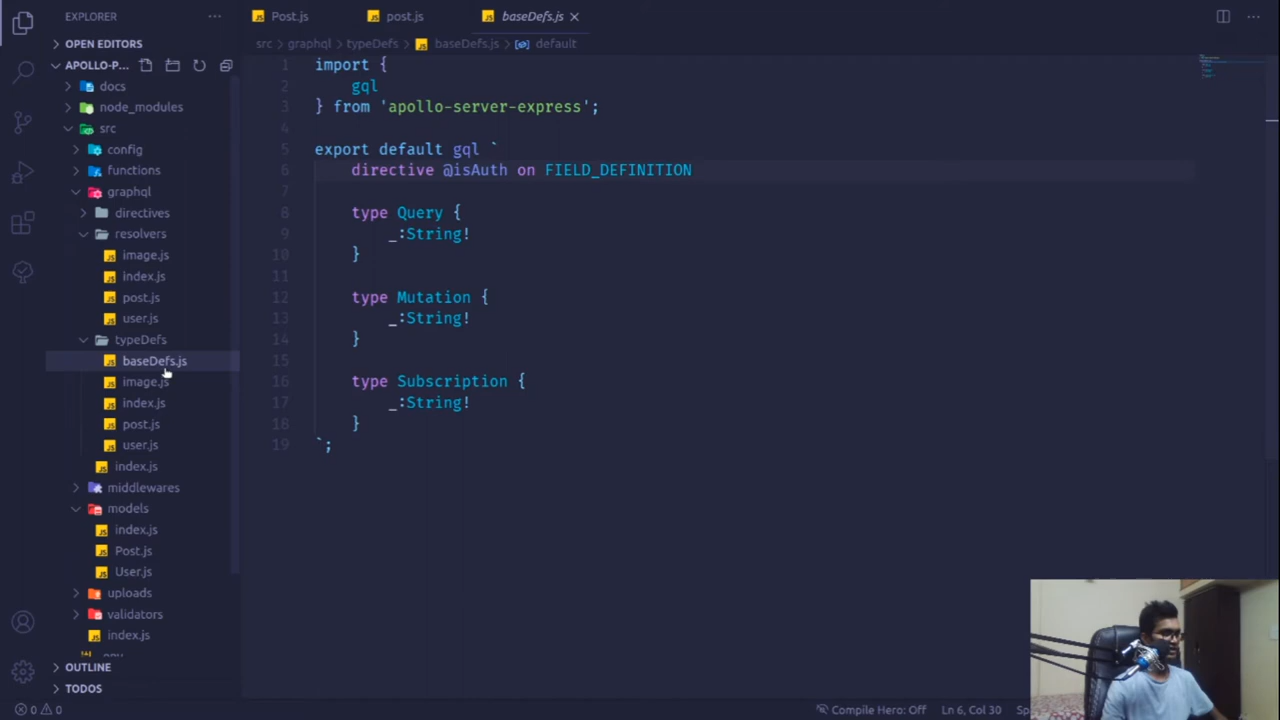 EXPLORER
Post.js
post.js
baseDefs.js
OPEN EDITORS
src graphql typeDefs baseDefs.js default
APOLLO-P...
docs
node_modules
src
config
functions
graphql
directives
resolvers
image.js
index.js
post.js
user.js
typeDefs
baseDefs.js
image.js
index.js
post.js
user.js
index.js
middlewares
models
index.js
Post.js
User.js
uploads
validators
index.js
OUTLINE
TODOS
1 import {
2 gql
3 } from 'apollo-server-express';
4
5 export default gql `
6 directive @isAuth on FIELD_DEFINITION
7
8 type Query {
9 _:String!
10 }
11
12 type Mutation {
13 _:String!
14 }
15
16 type Subscription {
17 _:String!
18 }
19 `;
0 0
Compile Hero: Off
Ln 6, Col 30